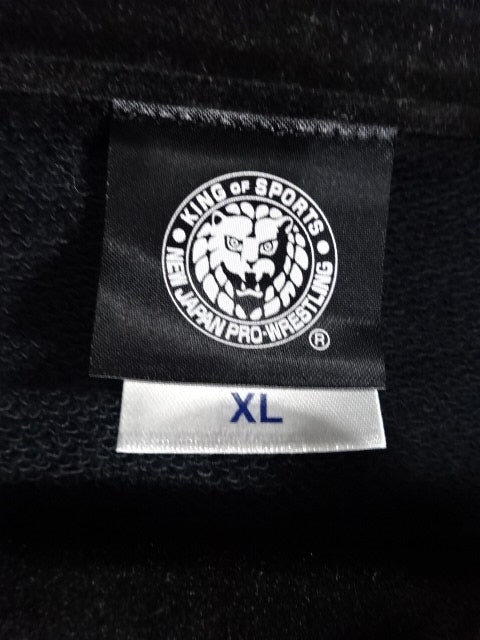 KING OF SPORTS
NEW JAPAN PRO-WRESTLING
®
XL